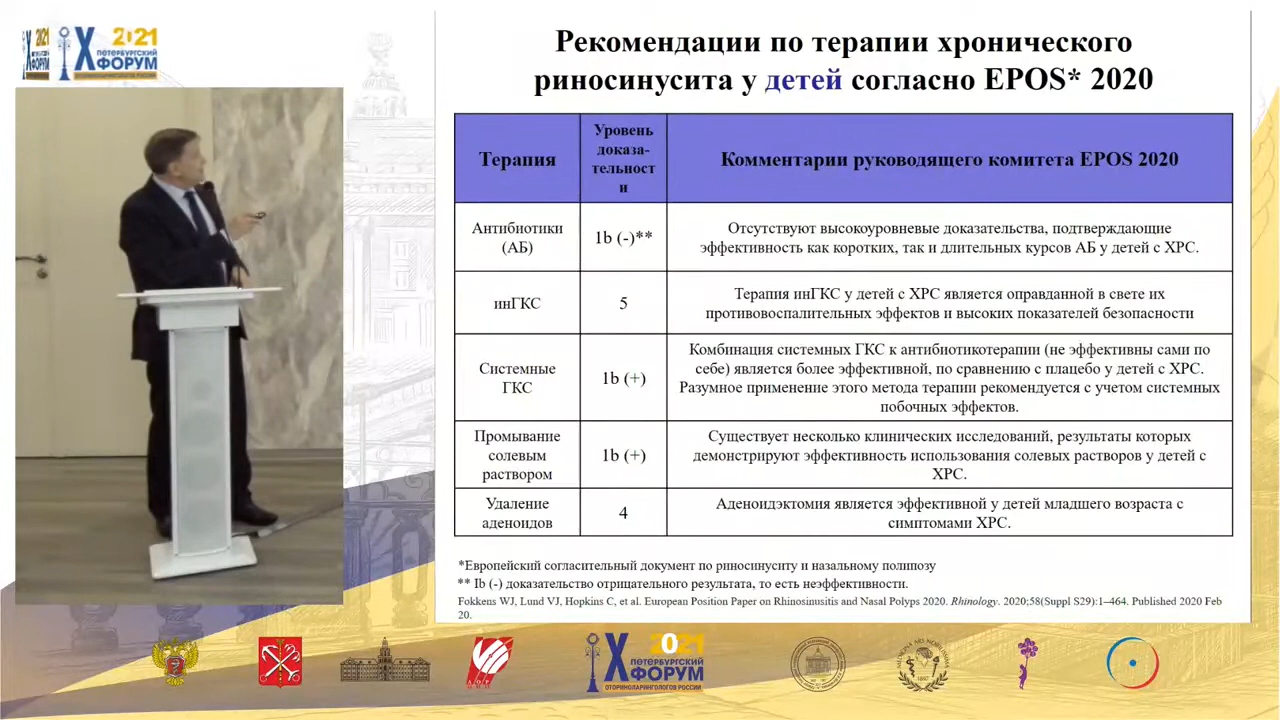 2021
X
ПЕТЕРБУРГСКИЙ
ФОРУМ
ОТОРИНОЛАРИНГОЛОГОВ РОССИИ
Рекомендации по терапии хронического
риносинусита у детей согласно EPOS* 2020
Терапия
Уровень
доказа-
тельност
и
Комментарии руководящего комитета EPOS 2020
Антибиотики
(АБ)
1b (-)**
Отсутствуют высокоуровневые доказательства, подтверждающие
эффективность как коротких, так и длительных курсов АБ у детей с ХРС.
инГКС
5
Терапия инГКС у детей с ХРС является оправданной в свете их
противовоспалительных эффектов и высоких показателей безопасности
Системные
ГКС
1b (+)
Комбинация системных ГКС к антибиотикотерапии (не эффективны сами по
себе) является более эффективной, по сравнению с плацебо у детей с ХРС.
Разумное применение этого метода терапии рекомендуется с учетом системных
побочных эффектов.
Промывание
солевым
раствором
1b (+)
Существует несколько клинических исследований, результаты которых
демонстрируют эффективность использования солевых растворов у детей с
ХРС.
Удаление
аденоидов
4
Аденоидэктомия является эффективной у детей младшего возраста с
симптомами ХРС.
*Европейский согласительный документ по риносинуситу и назальному полипозу
** Ib (-) доказательство отрицательного результата, то есть неэффективности.
Fokkens WJ, Lund VJ, Hopkins C, et al. European Position Paper on Rhinosinusitis and Nasal Polyps 2020. Rhinology. 2020;58(Suppl S29):1–464. Published 2020 Feb
20.
2021
X
ПЕТЕРБУРГСКИЙ
ФОРУМ
ОТОРИНОЛАРИНГОЛОГОВ РОССИИ